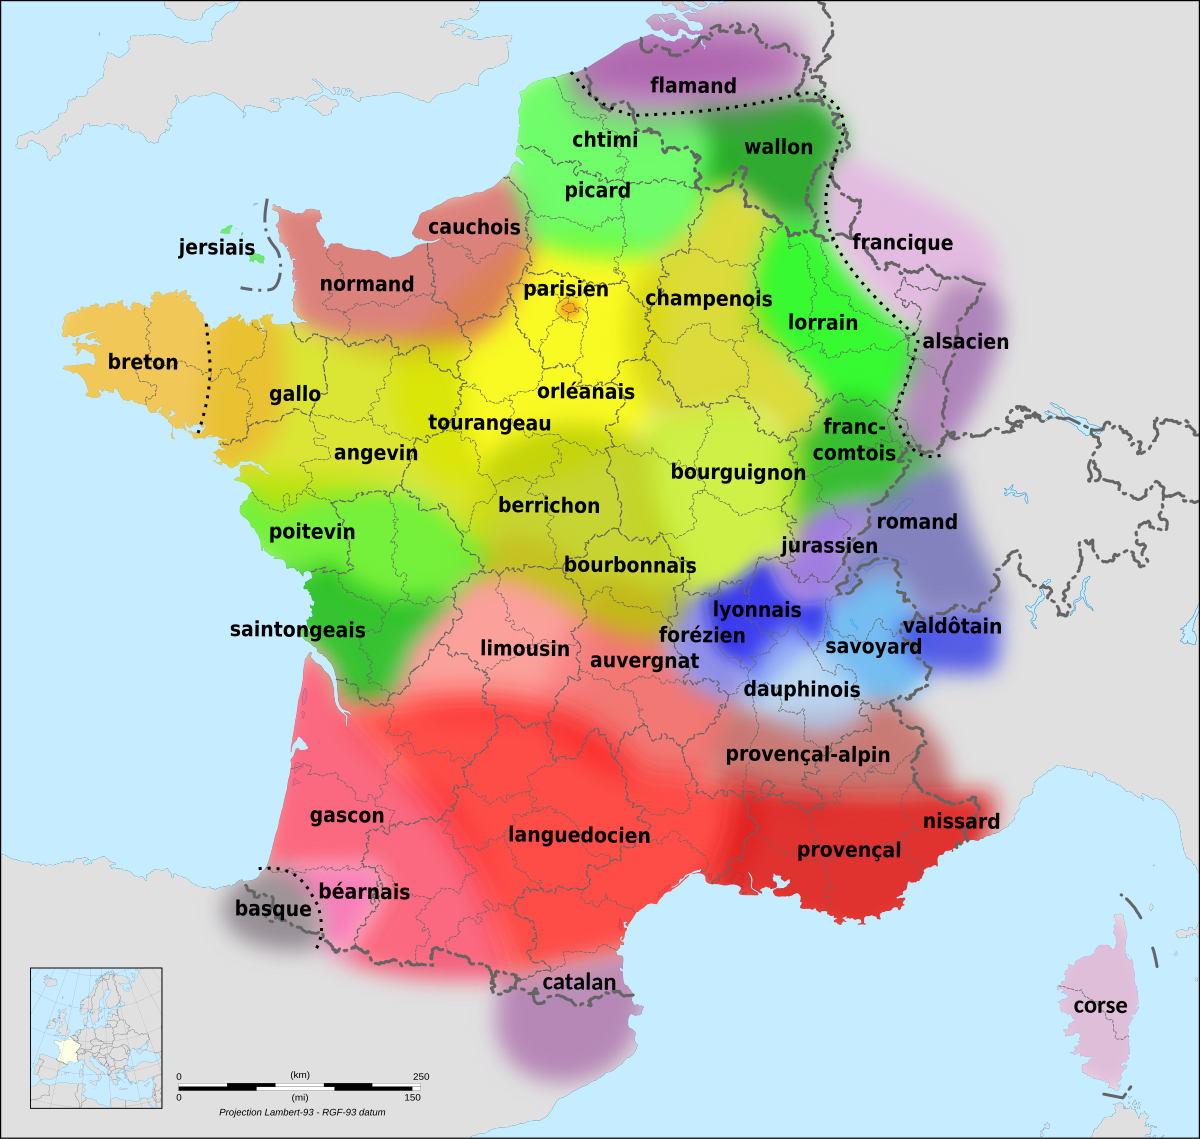 flamand
chtimi
wallon
picard
cauchois
francique
jersiais
normand
parisien
champenois
lorrain
alsacien
breton
gallo
orléanais
tourangeau
franc-
comtois
angevin
bourguignon
berrichon
romand
poitevin
jurassien
bourbonnais
lyonnais
saintongeais
forézien
valdôtain
limousin
auvergnat
savoyard
dauphinois
provençal-alpin
gascon
languedocien
nissard
provençal
béarnais
basque
catalan
corse
0 (km) 250
0 (mi) 150
Projection Lambert-93 - RGF-93 datum